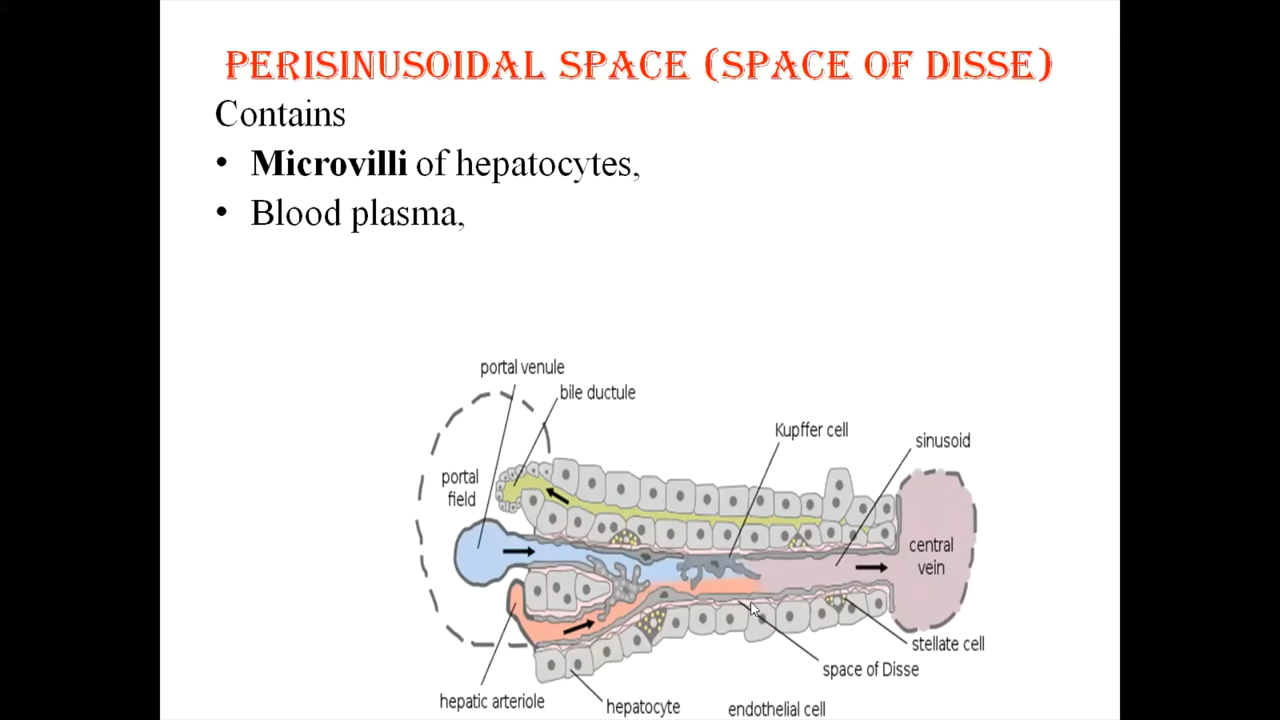 PERISINUSOIDAL SPACE (SPACE OF DISSE)
Contains
• Microvilli of hepatocytes,
• Blood plasma,
portal venule
bile ductule
Kupffer cell
sinusoid
portal
field
central
vein
stellate cell
space of Disse
hepatic arteriole
hepatocyte
endothelial cell